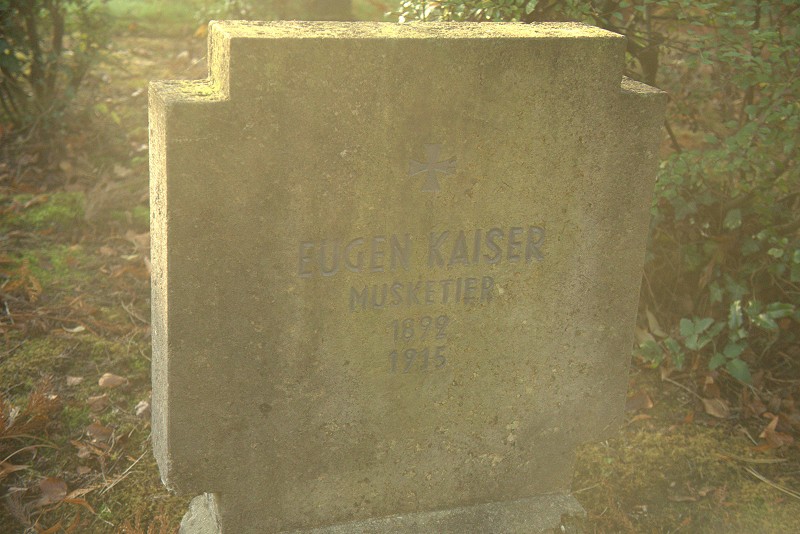 EUGEN KAISER
MUSKETIER
1892
1915